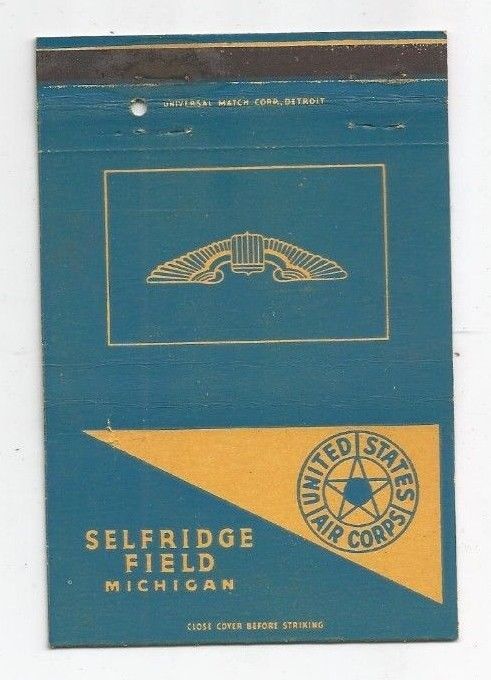 UNIVERSAL MATCH CORP., DETROIT
UNITED STATES
AIR CORPS
SELFRIDGE
FIELD
MICHIGAN
CLOSE COVER BEFORE STRIKING